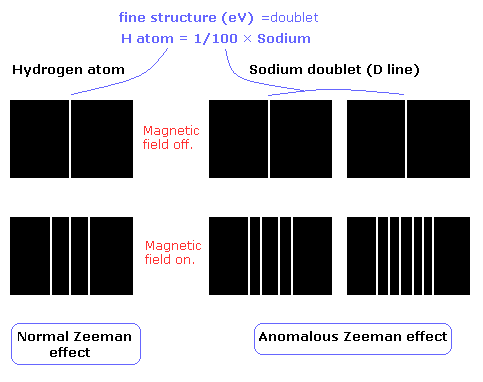 fine structure (eV) =doublet
H atom = 1/100 × Sodium
Hydrogen atom
Sodium doublet (D line)
Magnetic
field off.
Magnetic
field on.
Normal Zeeman
effect
Anomalous Zeeman effect